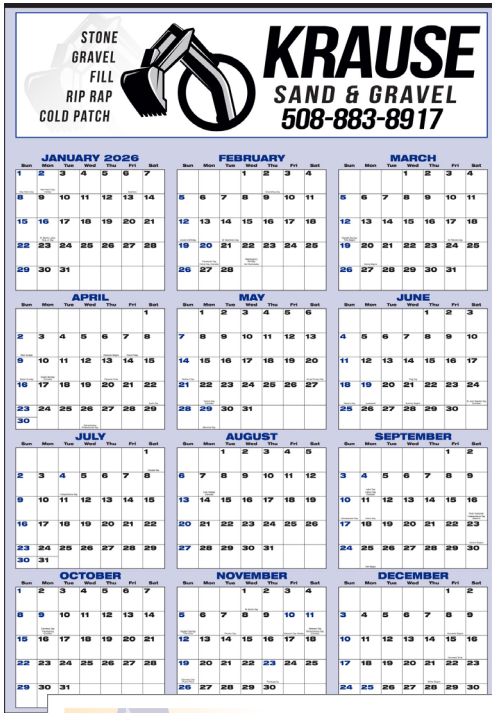 STONE
GRAVEL
FILL
RIP RAP
COLD PATCH
KRAUSE
SAND & GRAVEL
508-883-8917
JANUARY 2026
Sun Mon Tue Wed Thu Fri Sat
1 2 3 4 5 6 7
8 9 10 11 12 13 14
15 16 17 18 19 20 21
22 23 24 25 26 27 28
29 30 31
FEBRUARY
Sun Mon Tue Wed Thu Fri Sat
1 2 3 4
5 6 7 8 9 10 11
12 13 14 15 16 17 18
19 20 21 22 23 24 25
26 27 28
MARCH
Sun Mon Tue Wed Thu Fri Sat
1 2 3 4
5 6 7 8 9 10 11
12 13 14 15 16 17 18
19 20 21 22 23 24 25
26 27 28 29 30 31
APRIL
Sun Mon Tue Wed Thu Fri Sat
1
2 3 4 5 6 7 8
9 10 11 12 13 14 15
16 17 18 19 20 21 22
23 24 25 26 27 28 29
30
MAY
Sun Mon Tue Wed Thu Fri Sat
1 2 3 4 5 6
7 8 9 10 11 12 13
14 15 16 17 18 19 20
21 22 23 24 25 26 27
28 29 30 31
JUNE
Sun Mon Tue Wed Thu Fri Sat
1 2 3
4 5 6 7 8 9 10
11 12 13 14 15 16 17
18 19 20 21 22 23 24
25 26 27 28 29 30
JULY
Sun Mon Tue Wed Thu Fri Sat
1
2 3 4 5 6 7 8
9 10 11 12 13 14 15
16 17 18 19 20 21 22
23 24 25 26 27 28 29
30 31
AUGUST
Sun Mon Tue Wed Thu Fri Sat
1 2 3 4 5
6 7 8 9 10 11 12
13 14 15 16 17 18 19
20 21 22 23 24 25 26
27 28 29 30 31
SEPTEMBER
Sun Mon Tue Wed Thu Fri Sat
1 2
3 4 5 6 7 8 9
10 11 12 13 14 15 16
17 18 19 20 21 22 23
24 25 26 27 28 29 30
OCTOBER
Sun Mon Tue Wed Thu Fri Sat
1 2 3 4 5 6 7
8 9 10 11 12 13 14
15 16 17 18 19 20 21
22 23 24 25 26 27 28
29 30 31
NOVEMBER
Sun Mon Tue Wed Thu Fri Sat
1 2 3 4
5 6 7 8 9 10 11
12 13 14 15 16 17 18
19 20 21 22 23 24 25
26 27 28 29 30
DECEMBER
Sun Mon Tue Wed Thu Fri Sat
1 2
3 4 5 6 7 8 9
10 11 12 13 14 15 16
17 18 19 20 21 22 23
24 25 26 27 28 29 30